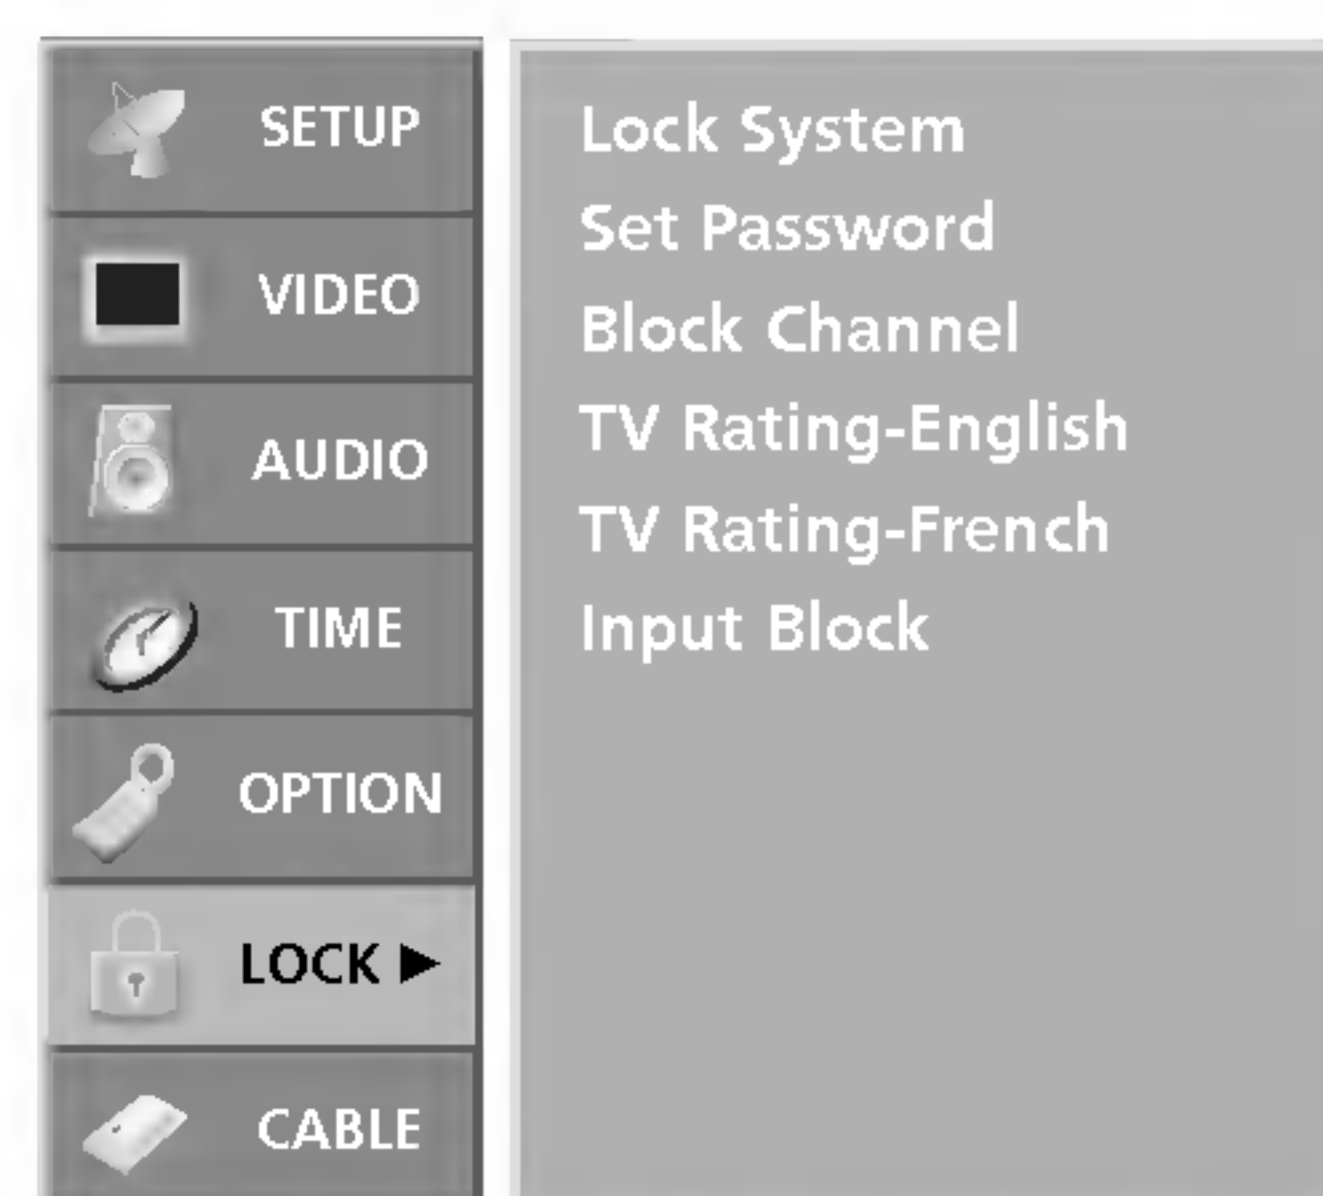 SETUP
VIDEO
AUDIO
TIME
OPTION
LOCK ►
CABLE
Lock System
Set Password
Block Channel
TV Rating-English
TV Rating-French
Input Block